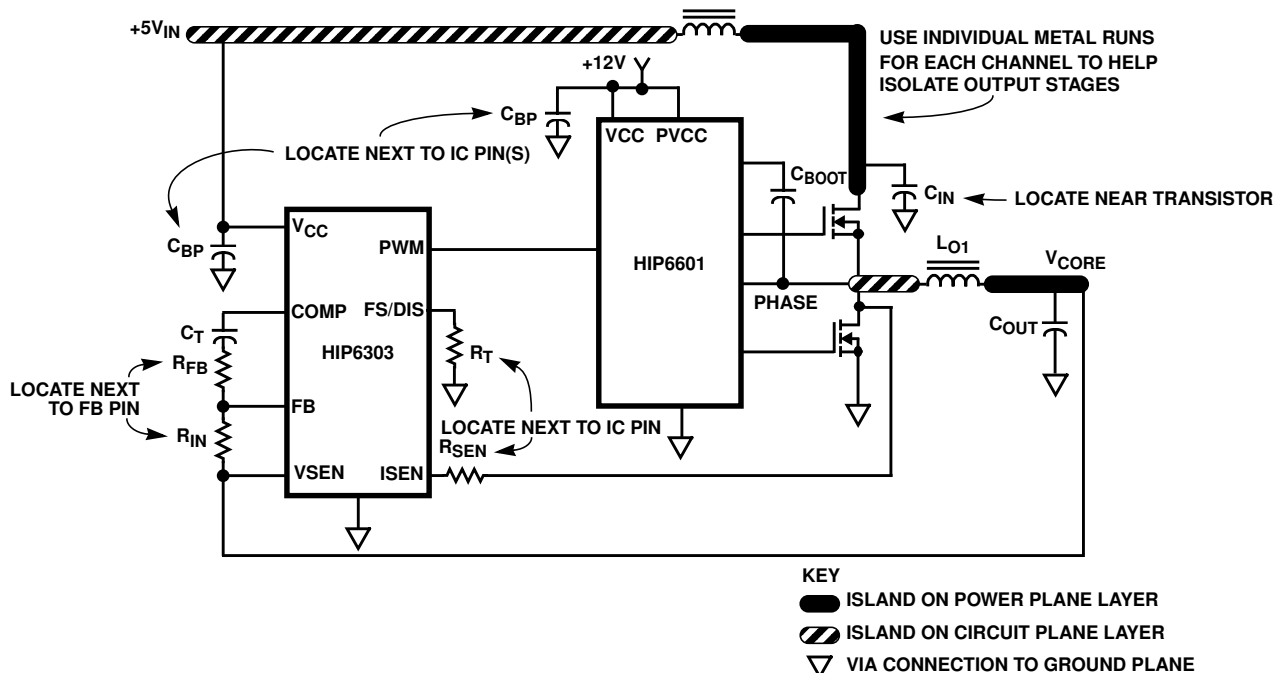 +5VIN
USE INDIVIDUAL METAL RUNS
FOR EACH CHANNEL TO HELP
ISOLATE OUTPUT STAGES
+12V
CBP
VCC PVCC
LOCATE NEXT TO IC PIN(S)
CBOOT
CIN
LOCATE NEAR TRANSISTOR
VCC
CBP
PWM
HIP6601
LO1
VCORE
PHASE
COMP
FS/DIS
CT
HIP6303
RT
COUT
RFB
LOCATE NEXT
TO FB PIN
FB
RIN
LOCATE NEXT TO IC PIN
RSEN
VSEN
ISEN
KEY
ISLAND ON POWER PLANE LAYER
ISLAND ON CIRCUIT PLANE LAYER
VIA CONNECTION TO GROUND PLANE